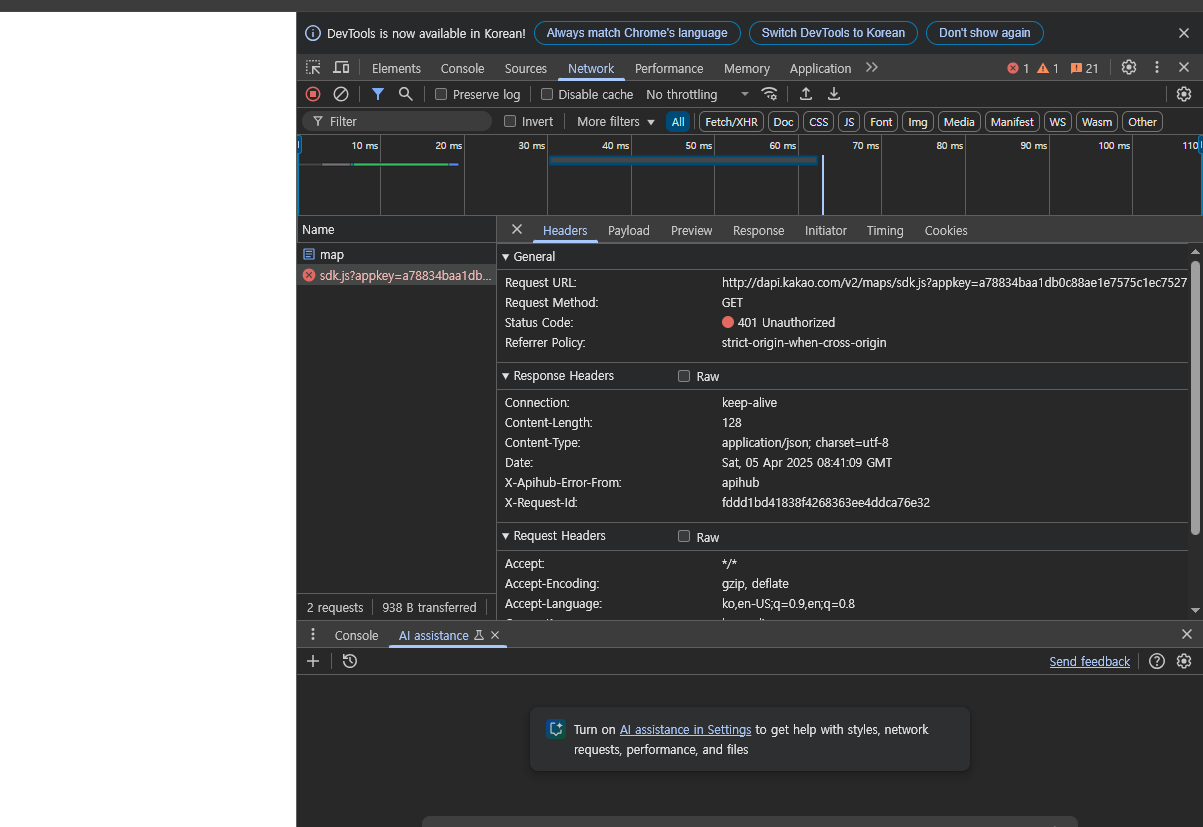 DevTools is now available in Korean! Always match Chrome's language Switch DevTools to Korean Don't show again
Elements Console Sources Network Performance Memory Application 1 1 21
Preserve log Disable cache No throttling
Filter Invert More filters All Fetch/XHR Doc CSS JS Font Img Media Manifest WS Wasm Other
10 ms 20 ms 30 ms 40 ms 50 ms 60 ms 70 ms 80 ms 90 ms 100 ms 110
Name
map
sdk.js?appkey=a78834baa1db...
Headers Payload Preview Response Initiator Timing Cookies
General
Request URL: http://dapi.kakao.com/v2/maps/sdk.js?appkey=a78834baa1db0c88ae1e7575c1ec7527
Request Method: GET
Status Code: 401 Unauthorized
Referrer Policy: strict-origin-when-cross-origin
Response Headers Raw
Connection: keep-alive
Content-Length: 128
Content-Type: application/json; charset=utf-8
Date: Sat, 05 Apr 2025 08:41:09 GMT
X-Apihub-Error-From: apihub
X-Request-Id: fddd1bd41838f4268363ee4ddca76e32
Request Headers Raw
Accept: */*
Accept-Encoding: gzip, deflate
Accept-Language: ko,en-US;q=0.9,en;q=0.8
2 requests 938 B transferred
Console AI assistance
Send feedback
Turn on AI assistance in Settings to get help with styles, network
requests, performance, and files